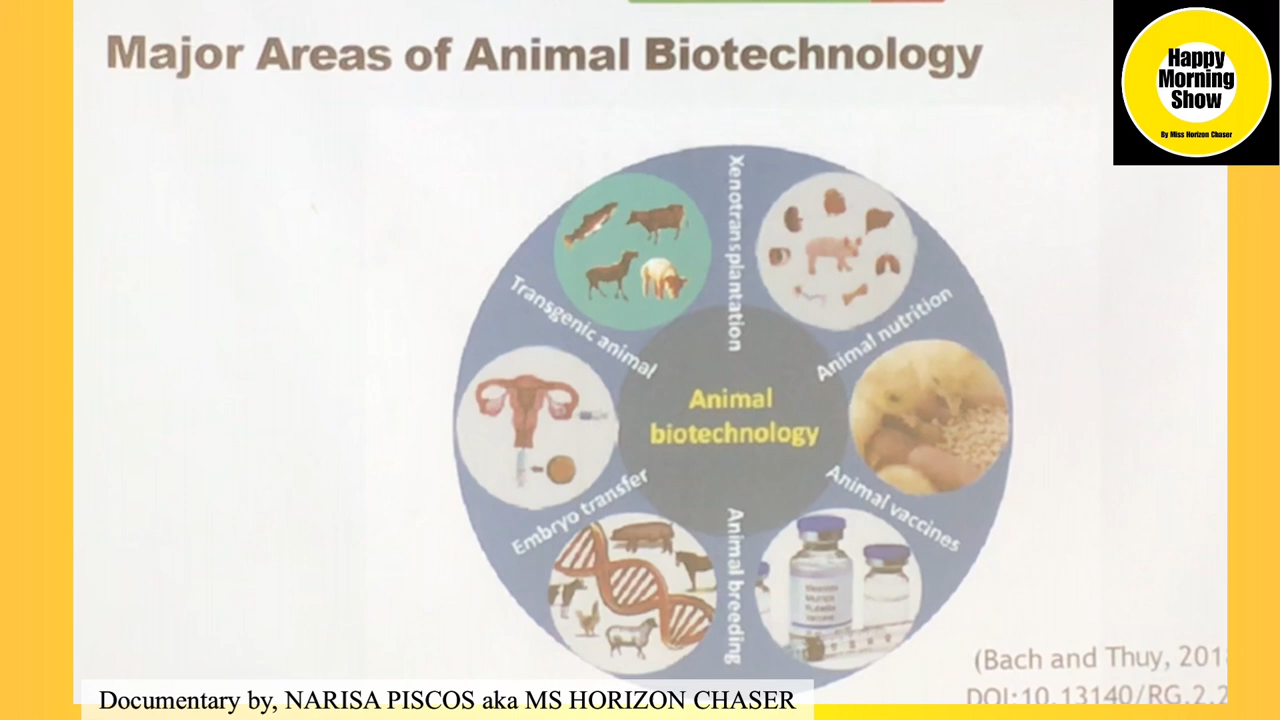 Major Areas of Animal Biotechnology
Happy
Morning
Show
By Miss Horizon Chaser
Xenotransplantation
Transgenic animal
Animal nutrition
Animal
biotechnology
Embryo transfer
Animal vaccines
Animal breeding
(Bach and Thuy, 201
DOI:10.13140/RG.2.2
Documentary by, NARISA PISCOS aka MS HORIZON CHASER